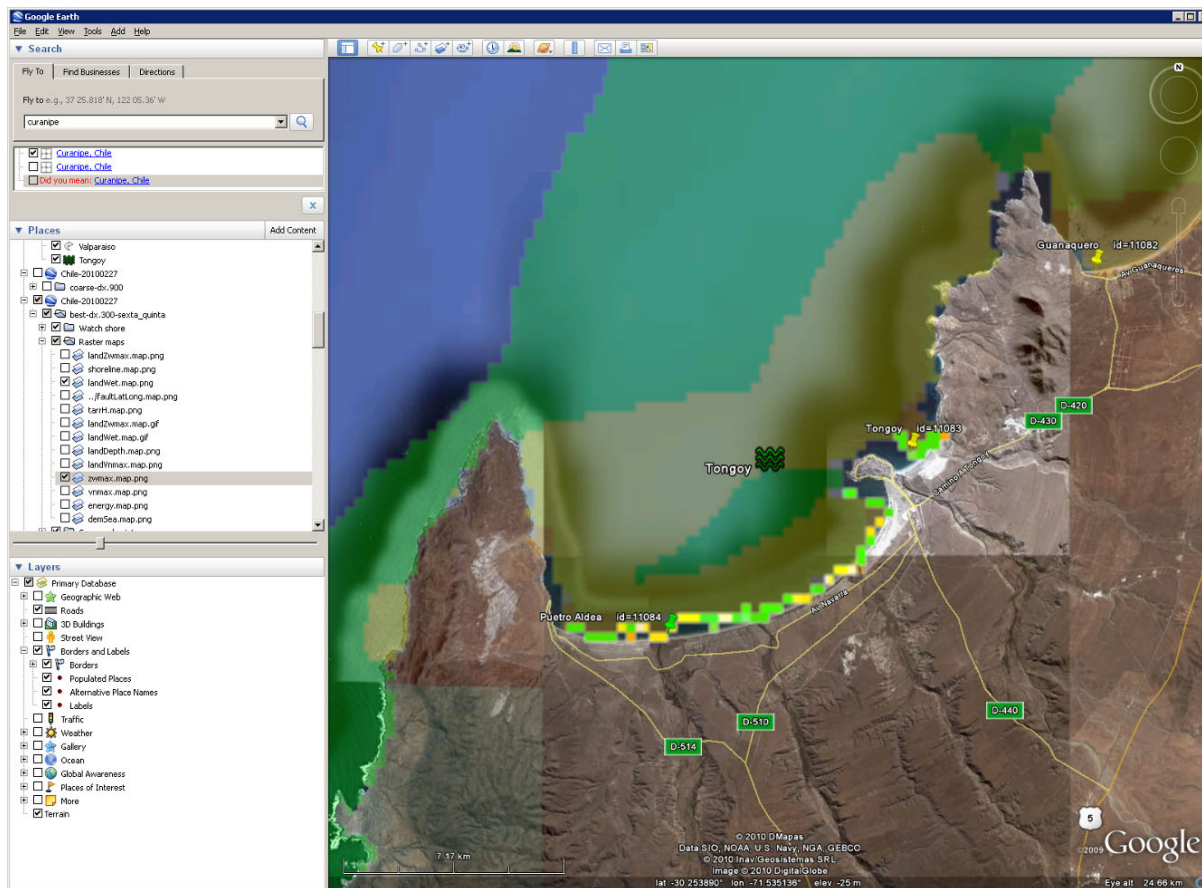 Google Earth
File Edit View Tools Add Help
Search
Fly To Find Businesses Directions
Fly to e.g., 37 25.818' N, 122 05.36' W
curanipe
Curanipe, Chile
Curanipe, Chile
Did you mean: Curanipe, Chile
Places
Add Content
Valparaiso
Tongoy
Chile-20100227
coarse-dx.900
Chile-20100227
best-dx.300-sexta_quinta
Watch shore
Raster maps
landZwmax.map.png
shoreline.map.png
landWet.map.png
..jfaultLatLong.map.png
tarrH.map.png
landZwmax.map.gif
landWet.map.gif
landDepth.map.png
landVnmax.map.png
zwmax.map.png
vnmax.map.png
energy.map.png
demSea.map.png
Layers
Primary Database
Geographic Web
Roads
3D Buildings
Street View
Borders and Labels
Borders
Populated Places
Alternative Place Names
Labels
Traffic
Weather
Gallery
Ocean
Global Awareness
Places of Interest
More
Terrain
N
Guanaquero id=11082
Av Guanaqueros
D-420
D-430
Tongoy id=11083
Tongoy
Camino A Tongoy
Puetro Aldea id=11084
Av Navarra
D-440
D-510
D-514
5
7.17 km
© 2010 DMapas
Data SIO, NOAA, U.S. Navy, NGA, GEBCO
© 2010 Inav/Geosistemas SRL
Image © 2010 DigitalGlobe
©2009 Google
lat -30.253890° lon -71.535136° elev -25 m
Eye alt 24.66 km